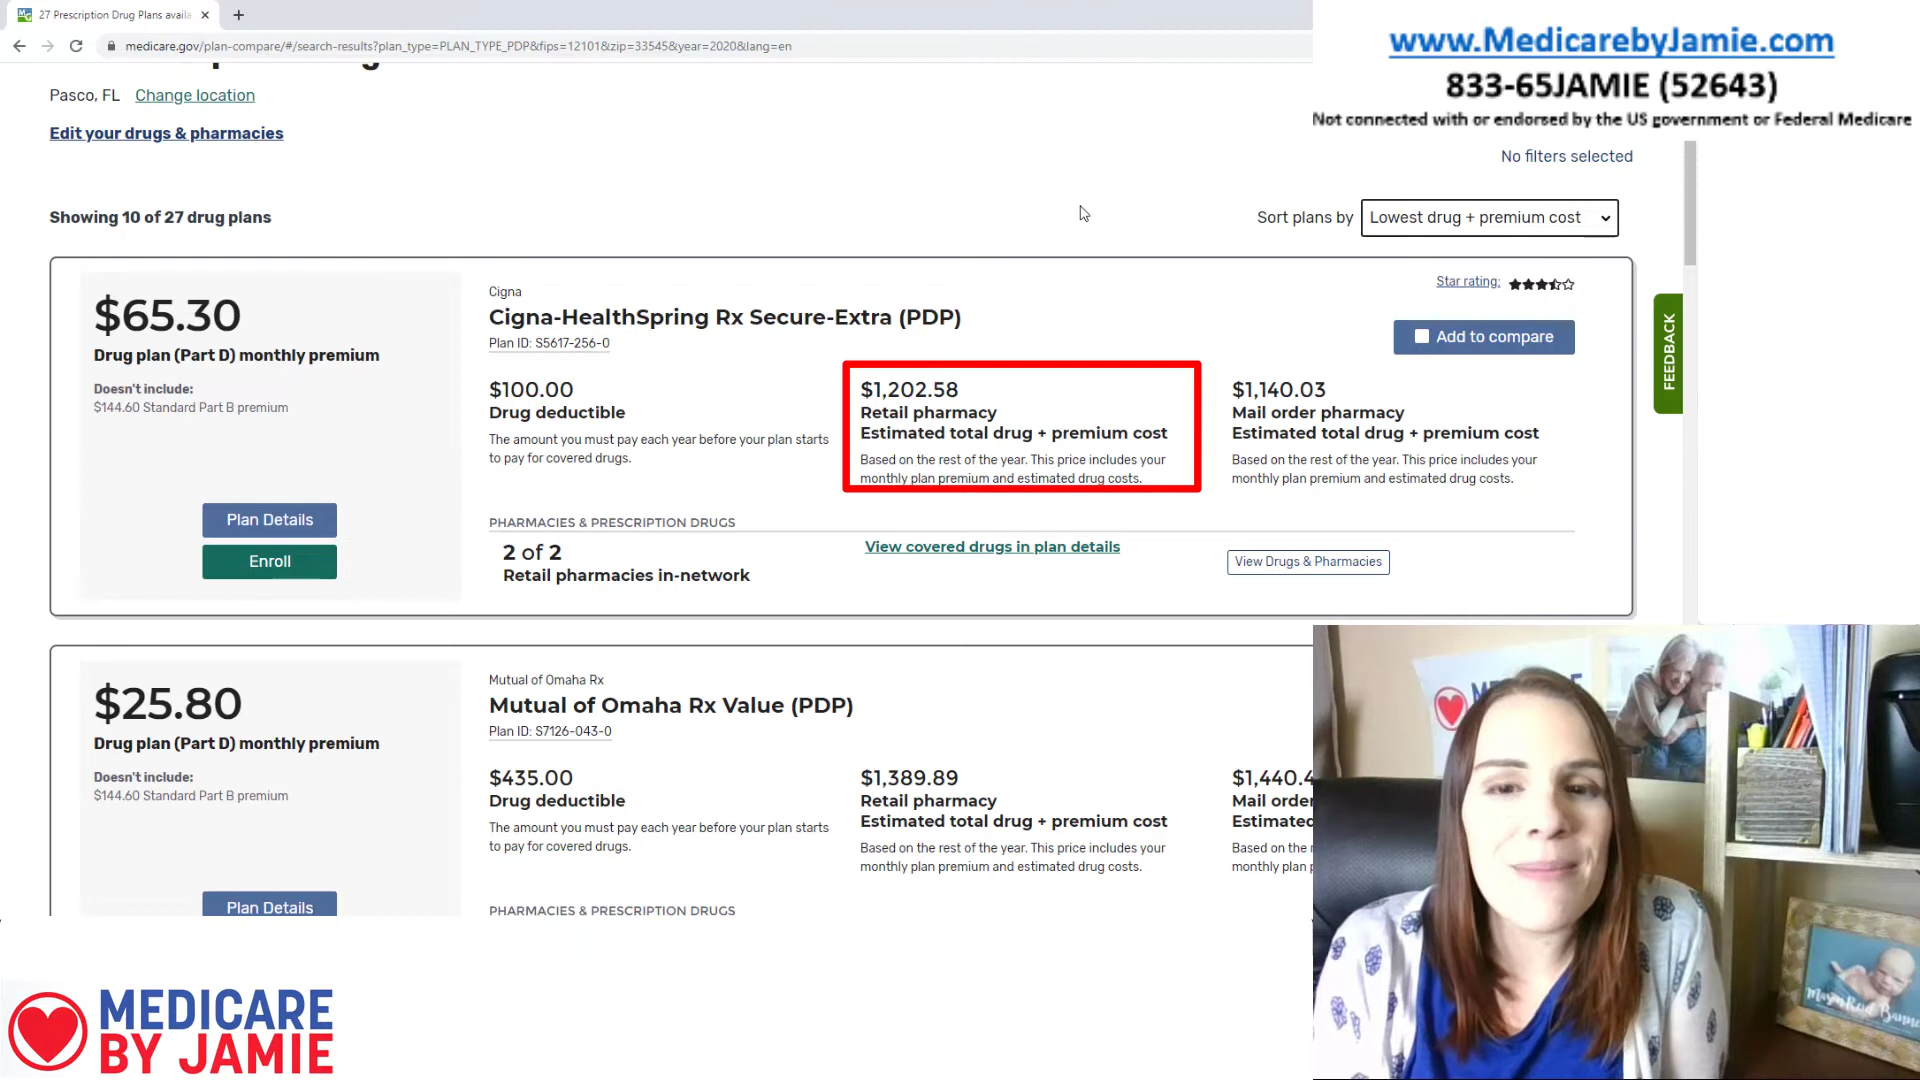 27 Prescription Drug Plans availa
medicare.gov/plan-compare/#/search-results?plan_type=PLAN_TYPE_PDP&fips=12101&zip=33545&year=2020&lang=en
www.MedicarebyJamie.com
833-65JAMIE (52643)
Not connected with or endorsed by the US government or Federal Medicare
Pasco, FL Change location
Edit your drugs & pharmacies
No filters selected
Showing 10 of 27 drug plans
Sort plans by Lowest drug + premium cost
$65.30
Drug plan (Part D) monthly premium
Doesn't include:
$144.60 Standard Part B premium
Plan Details
Enroll
Cigna
Cigna-HealthSpring Rx Secure-Extra (PDP)
Plan ID: S5617-256-0
Star rating:
Add to compare
$100.00
Drug deductible
The amount you must pay each year before your plan starts
to pay for covered drugs.
$1,202.58
Retail pharmacy
Estimated total drug + premium cost
Based on the rest of the year. This price includes your
monthly plan premium and estimated drug costs.
$1,140.03
Mail order pharmacy
Estimated total drug + premium cost
Based on the rest of the year. This price includes your
monthly plan premium and estimated drug costs.
PHARMACIES & PRESCRIPTION DRUGS
2 of 2
Retail pharmacies in-network
View covered drugs in plan details
View Drugs & Pharmacies
FEEDBACK
$25.80
Drug plan (Part D) monthly premium
Doesn't include:
$144.60 Standard Part B premium
Plan Details
Mutual of Omaha Rx
Mutual of Omaha Rx Value (PDP)
Plan ID: S7126-043-0
$435.00
Drug deductible
The amount you must pay each year before your plan starts
to pay for covered drugs.
$1,389.89
Retail pharmacy
Estimated total drug + premium cost
Based on the rest of the year. This price includes your
monthly plan premium and estimated drug costs.
$1,440.4
Mail order
Estimated
Based on the r
monthly plan p
PHARMACIES & PRESCRIPTION DRUGS
MEDICARE
BY JAMIE